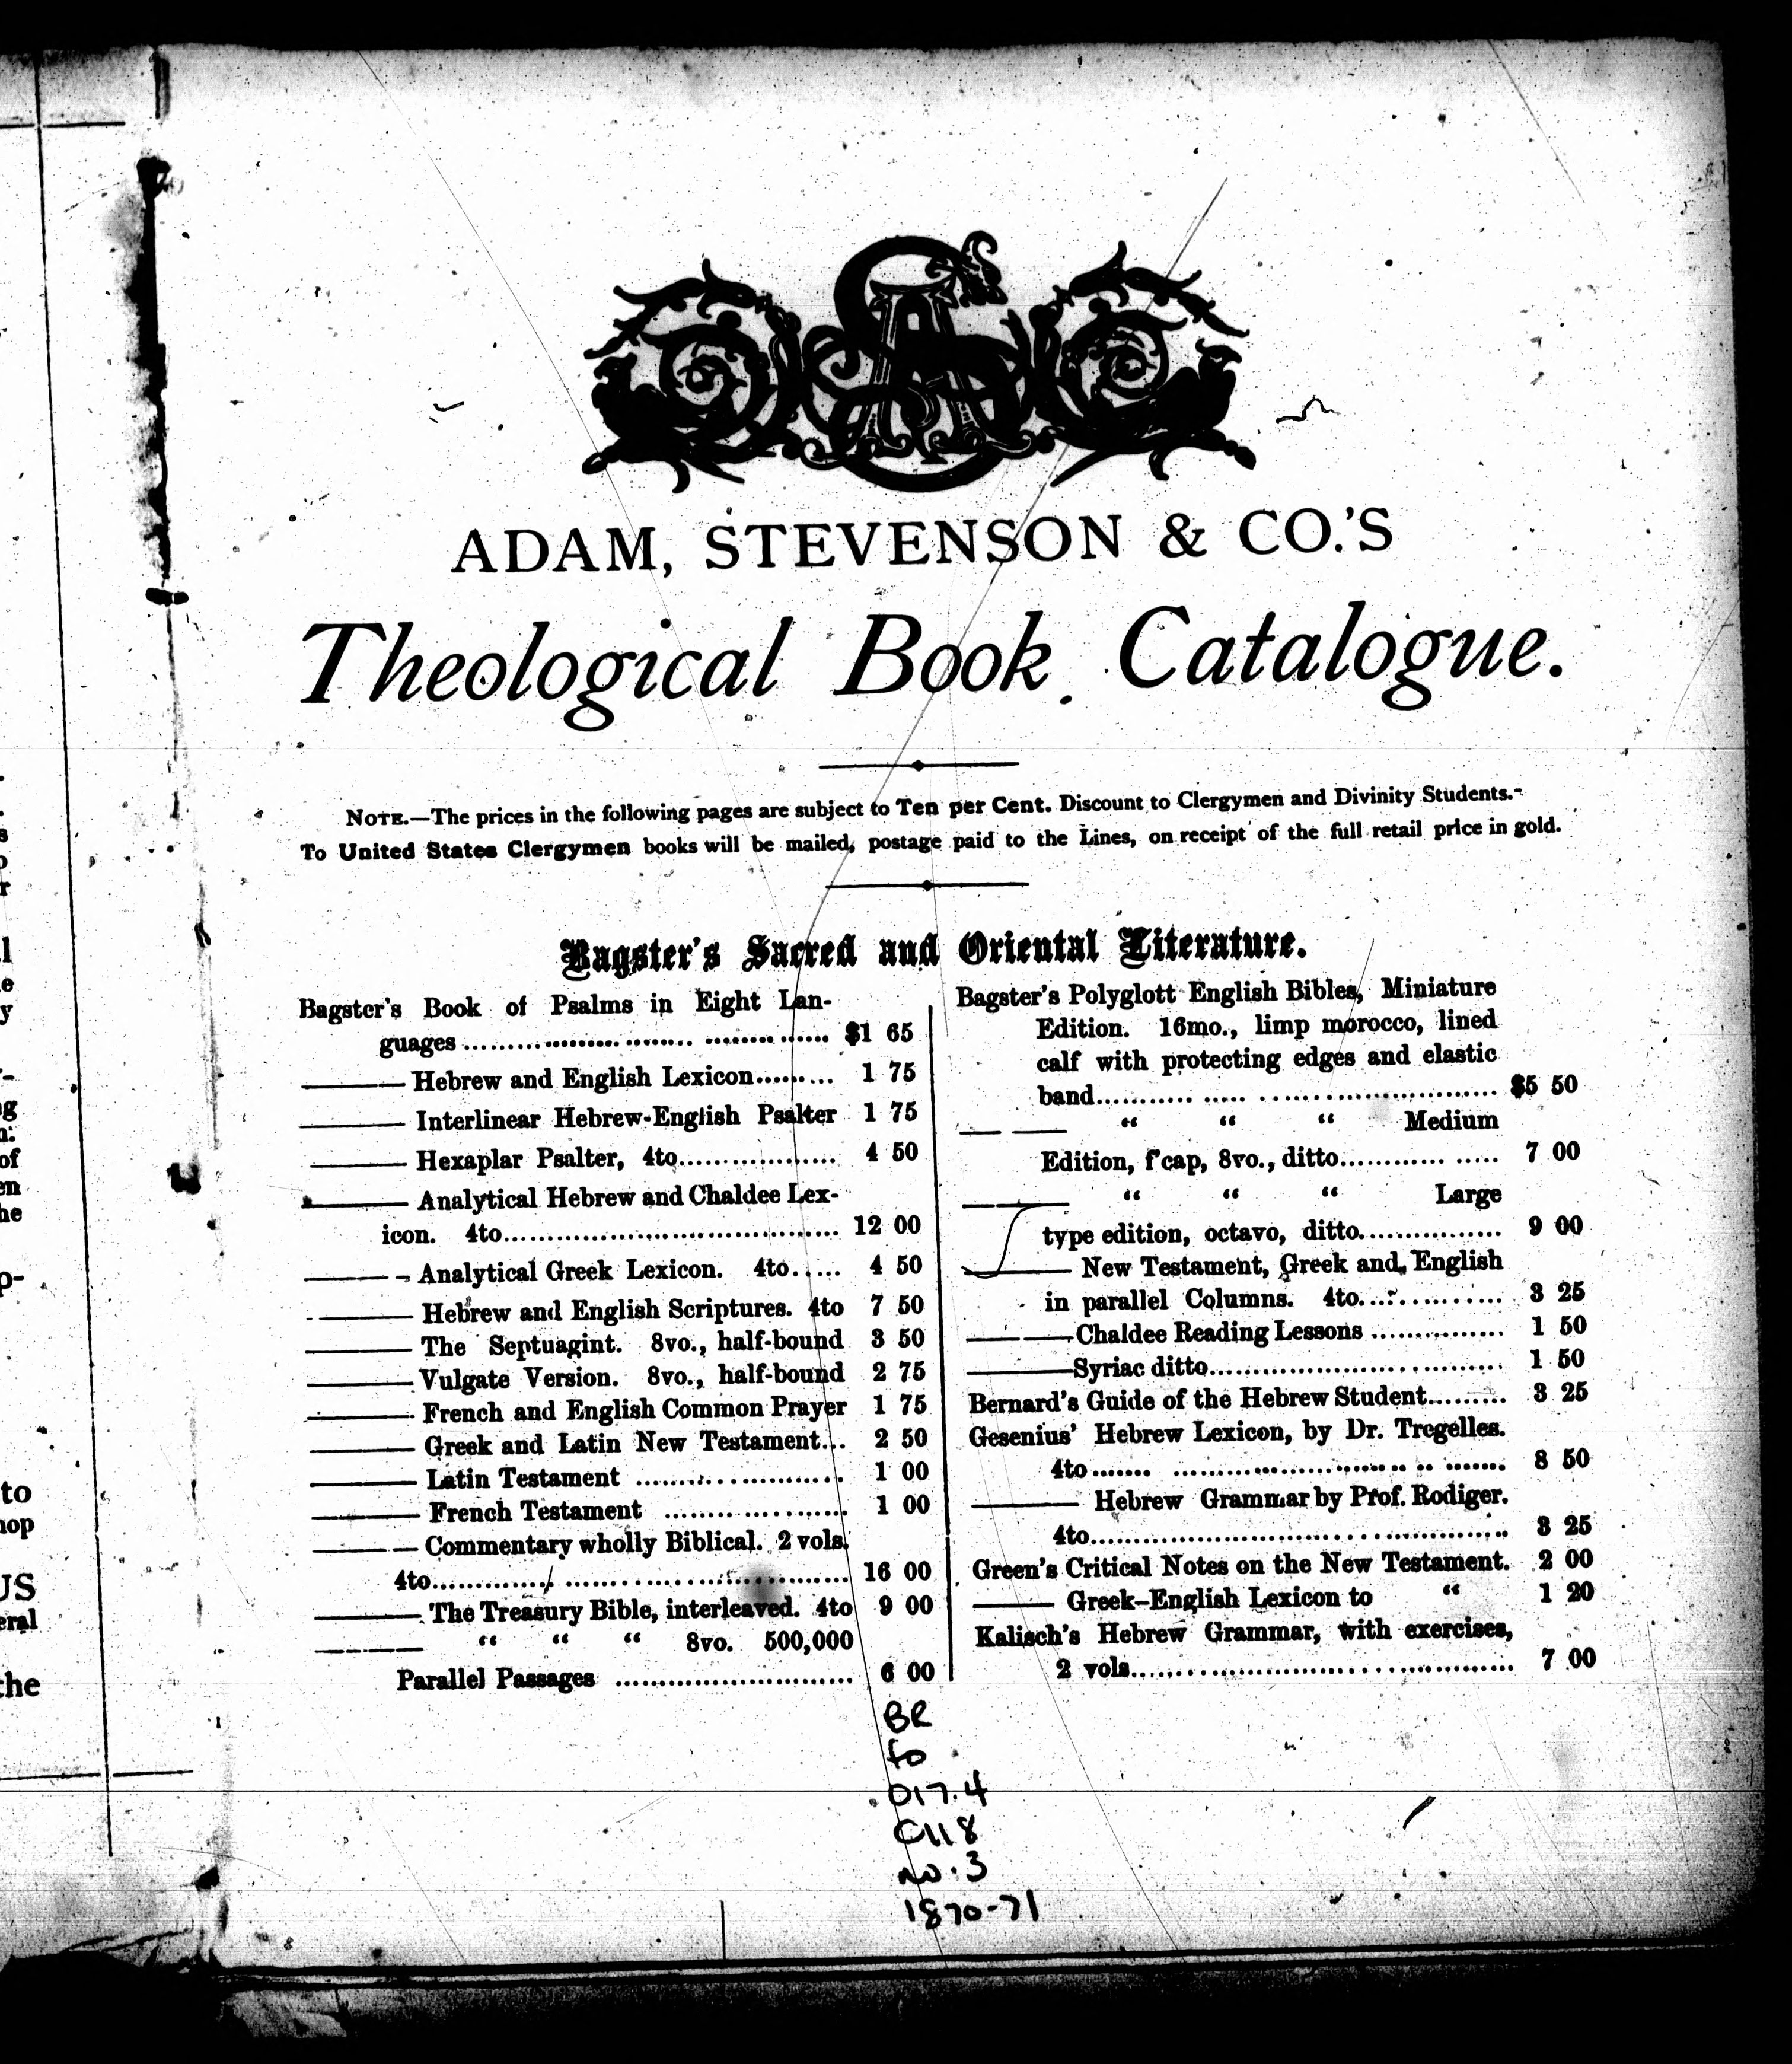 ADAM, STEVENSON & CO.'S
Theological Book Catalogue.
NOTE.—The prices in the following pages are subject to Ten per Cent. Discount to Clergymen and Divinity Students.
To United States Clergymen books will be mailed, postage paid to the Lines, on receipt of the full retail price in gold.
Bagster's Sacred and Oriental Literature.
Bagster's Book of Psalms in Eight Lan-
guages .................................... $1 65
——— Hebrew and English Lexicon......... 1 75
——— Interlinear Hebrew-English Psalter 1 75
——— Hexaplar Psalter, 4to.................. 4 50
——— Analytical Hebrew and Chaldee Lex-
icon. 4to....................................... 12 00
——— Analytical Greek Lexicon. 4to...... 4 50
——— Hebrew and English Scriptures. 4to 7 50
——— The Septuagint. 8vo., half-bound 3 50
——— Vulgate Version. 8vo., half-bound 2 75
——— French and English Common Prayer 1 75
——— Greek and Latin New Testament... 2 50
——— Latin Testament ........................ 1 00
——— French Testament ..................... 1 00
——— Commentary wholly Biblical. 2 vols.
4to................................................ 16 00
——— The Treasury Bible, interleaved. 4to 9 00
——— “ “ “ 8vo. 500,000
Parallel Passages ........................... 6 00
Bagster's Polyglott English Bibles, Miniature
Edition. 16mo., limp morocco, lined
calf with protecting edges and elastic
band............................................. $5 50
——— “ “ “ Medium
Edition, f'cap, 8vo., ditto.................. 7 00
——— “ “ “ Large
type edition, octavo, ditto................ 9 00
——— New Testament, Greek and English
in parallel Columns. 4to.................. 3 25
———Chaldee Reading Lessons ............... 1 50
———Syriac ditto................................. 1 50
Bernard's Guide of the Hebrew Student......... 3 25
Gesenius' Hebrew Lexicon, by Dr. Tregelles.
4to ............................................. 8 50
——— Hebrew Grammar by Prof. Rodiger.
4to................................................ 3 25
Green's Critical Notes on the New Testament. 2 00
——— Greek-English Lexicon to “ 1 20
Kalisch's Hebrew Grammar, with exercises,
2 vols............................................. 7 00
BR
fo
017.4
C118
no.3
1870-71
s
r
l
e
y
g
of
en
he
to
hop
US
eral
the